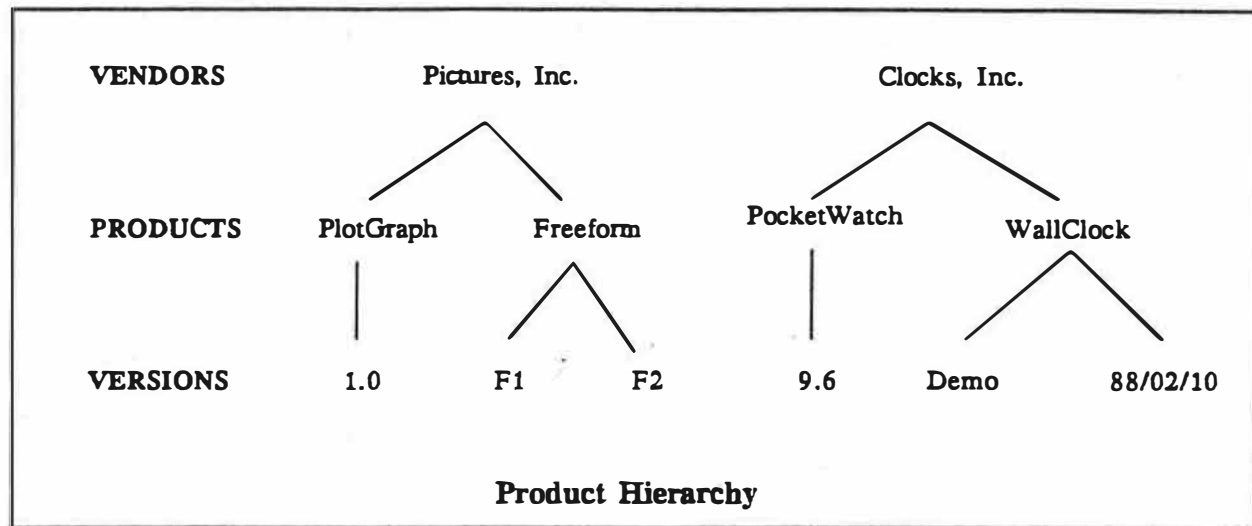 VENDORS Pictures, Inc. Clocks, Inc.
PRODUCTS PlotGraph Freeform PocketWatch WallClock
VERSIONS 1.0 F1 F2 9.6 Demo 88/02/10
Product Hierarchy